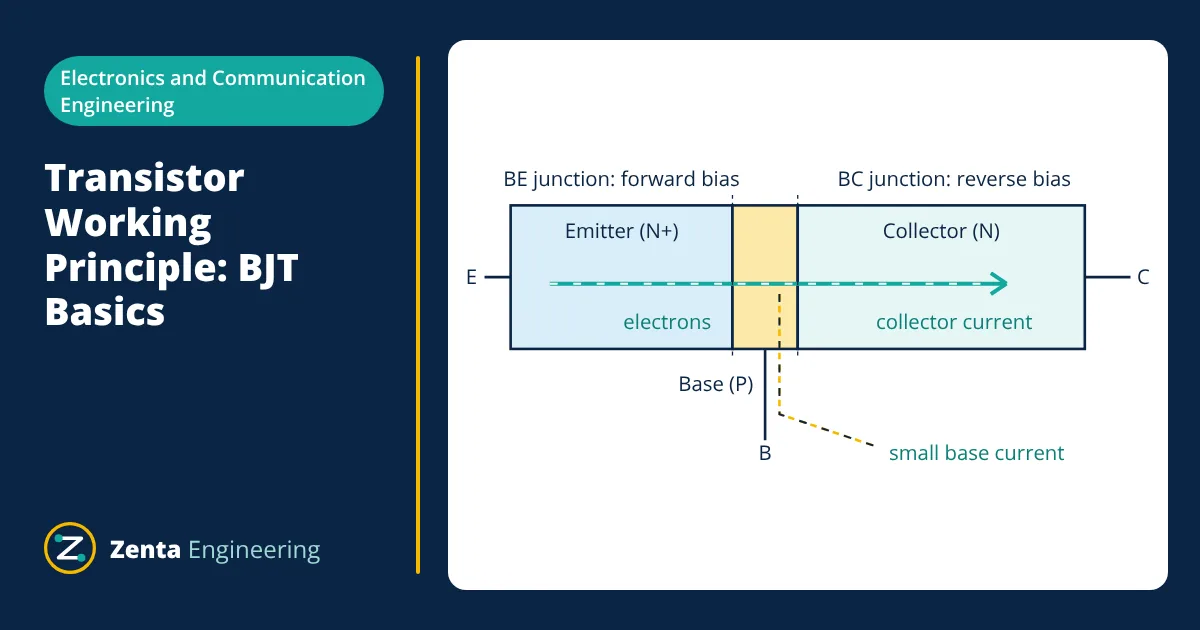 Electronics and Communication
Engineering
Transistor
Working
Principle: BJT
Basics
Zenta Engineering
BE junction: forward bias
BC junction: reverse bias
Emitter (N+)
Collector (N)
E
C
electrons
collector current
Base (P)
B
small base current